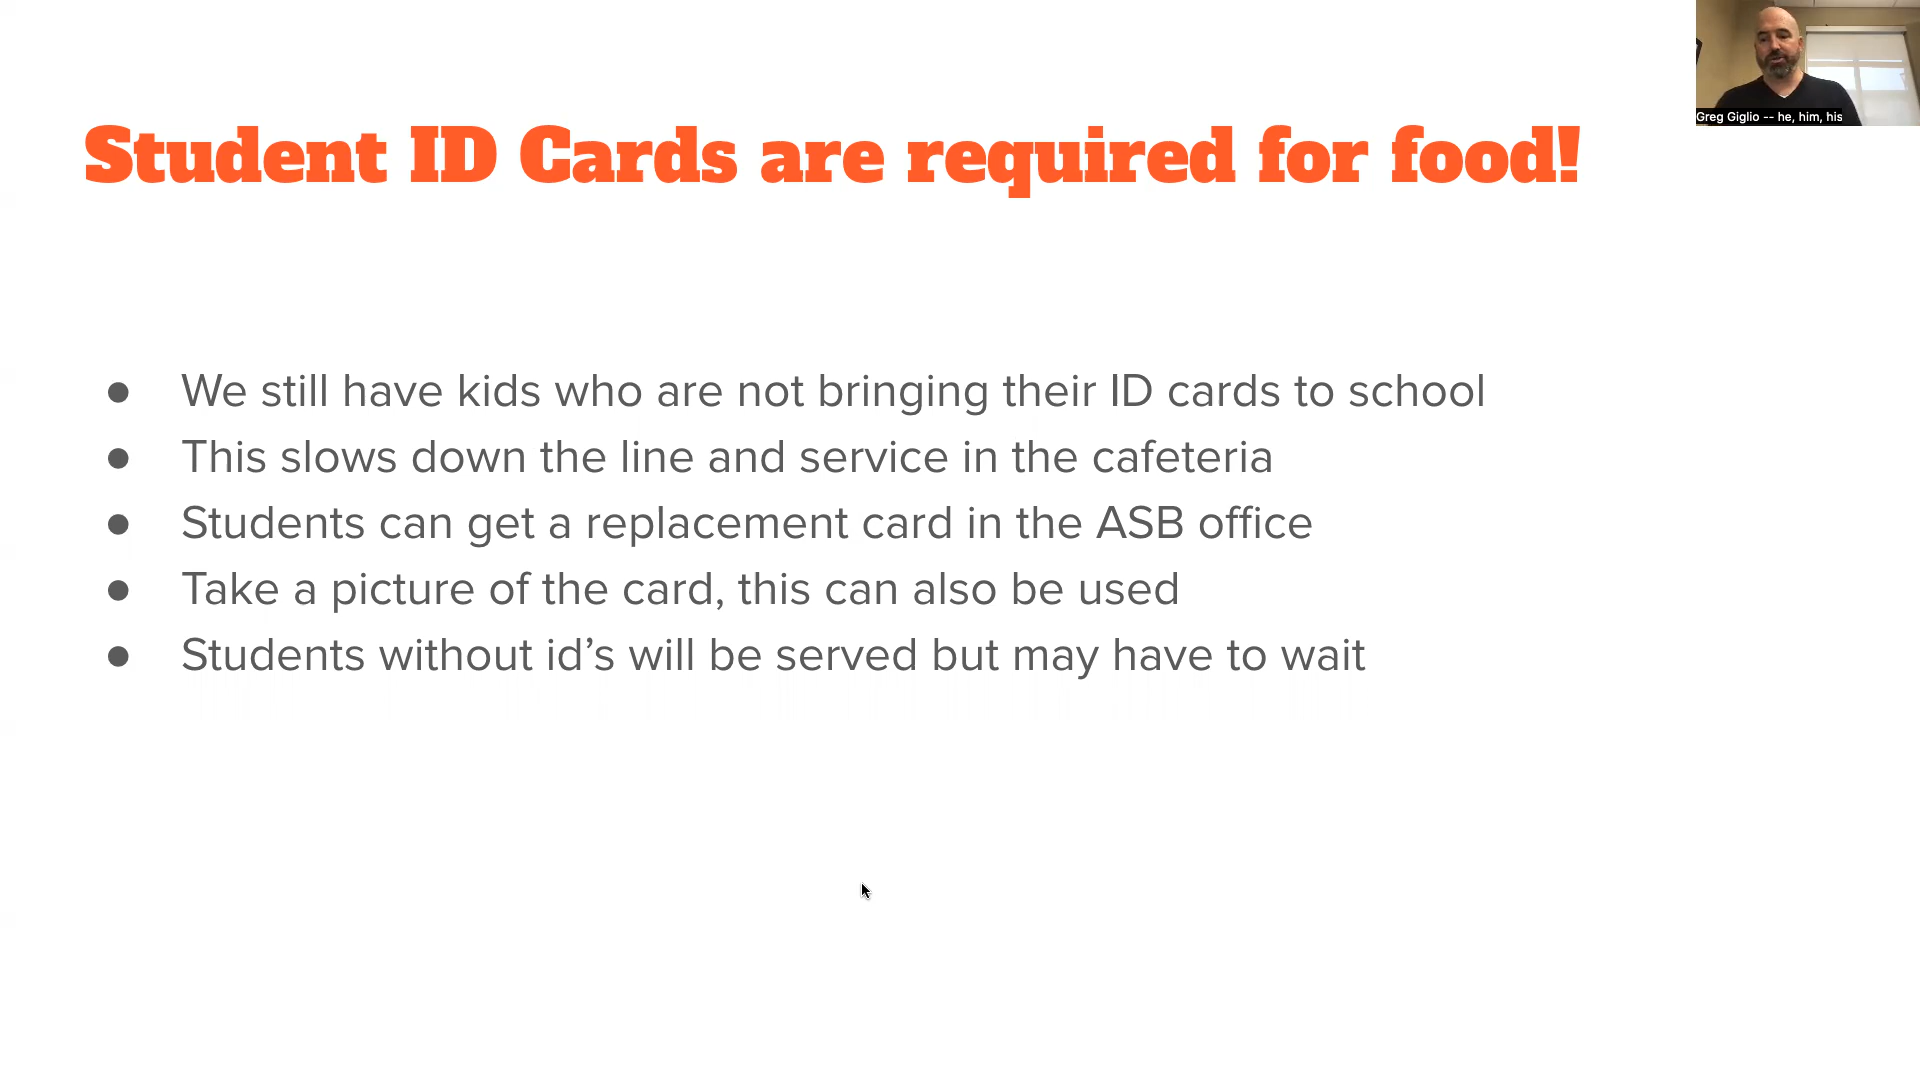 Student ID Cards are required for food!
Greg Giglio -- he, him, his
● We still have kids who are not bringing their ID cards to school
● This slows down the line and service in the cafeteria
● Students can get a replacement card in the ASB office
● Take a picture of the card, this can also be used
● Students without id’s will be served but may have to wait